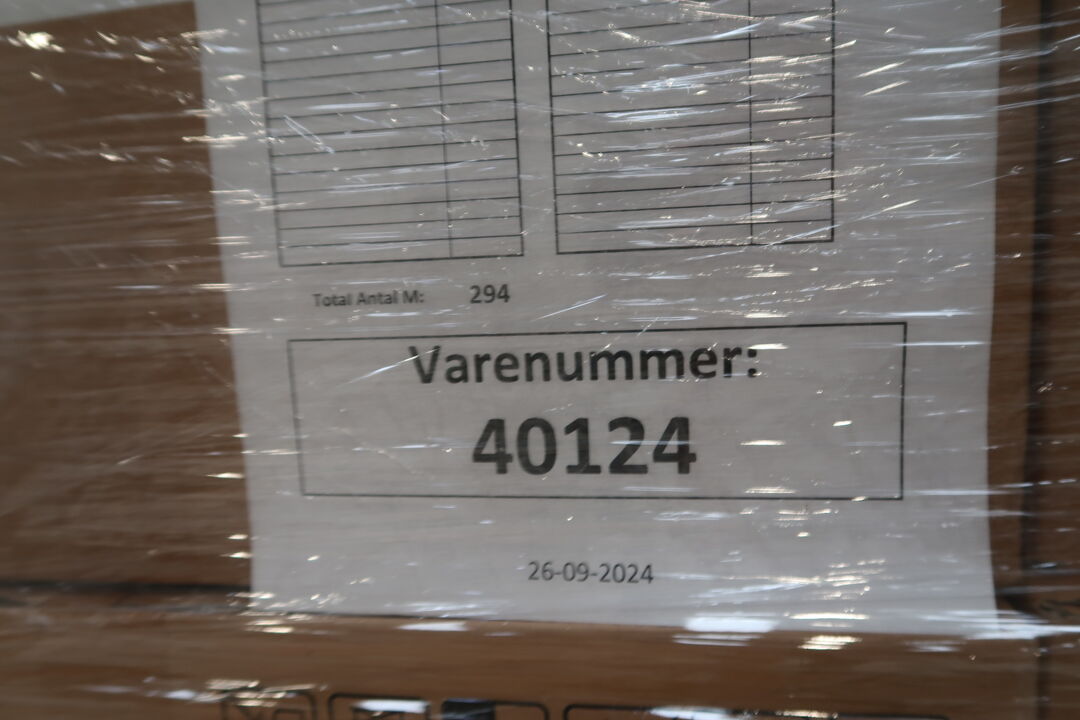 Total Antal M: 294
Varenummer:
40124
26-09-2024